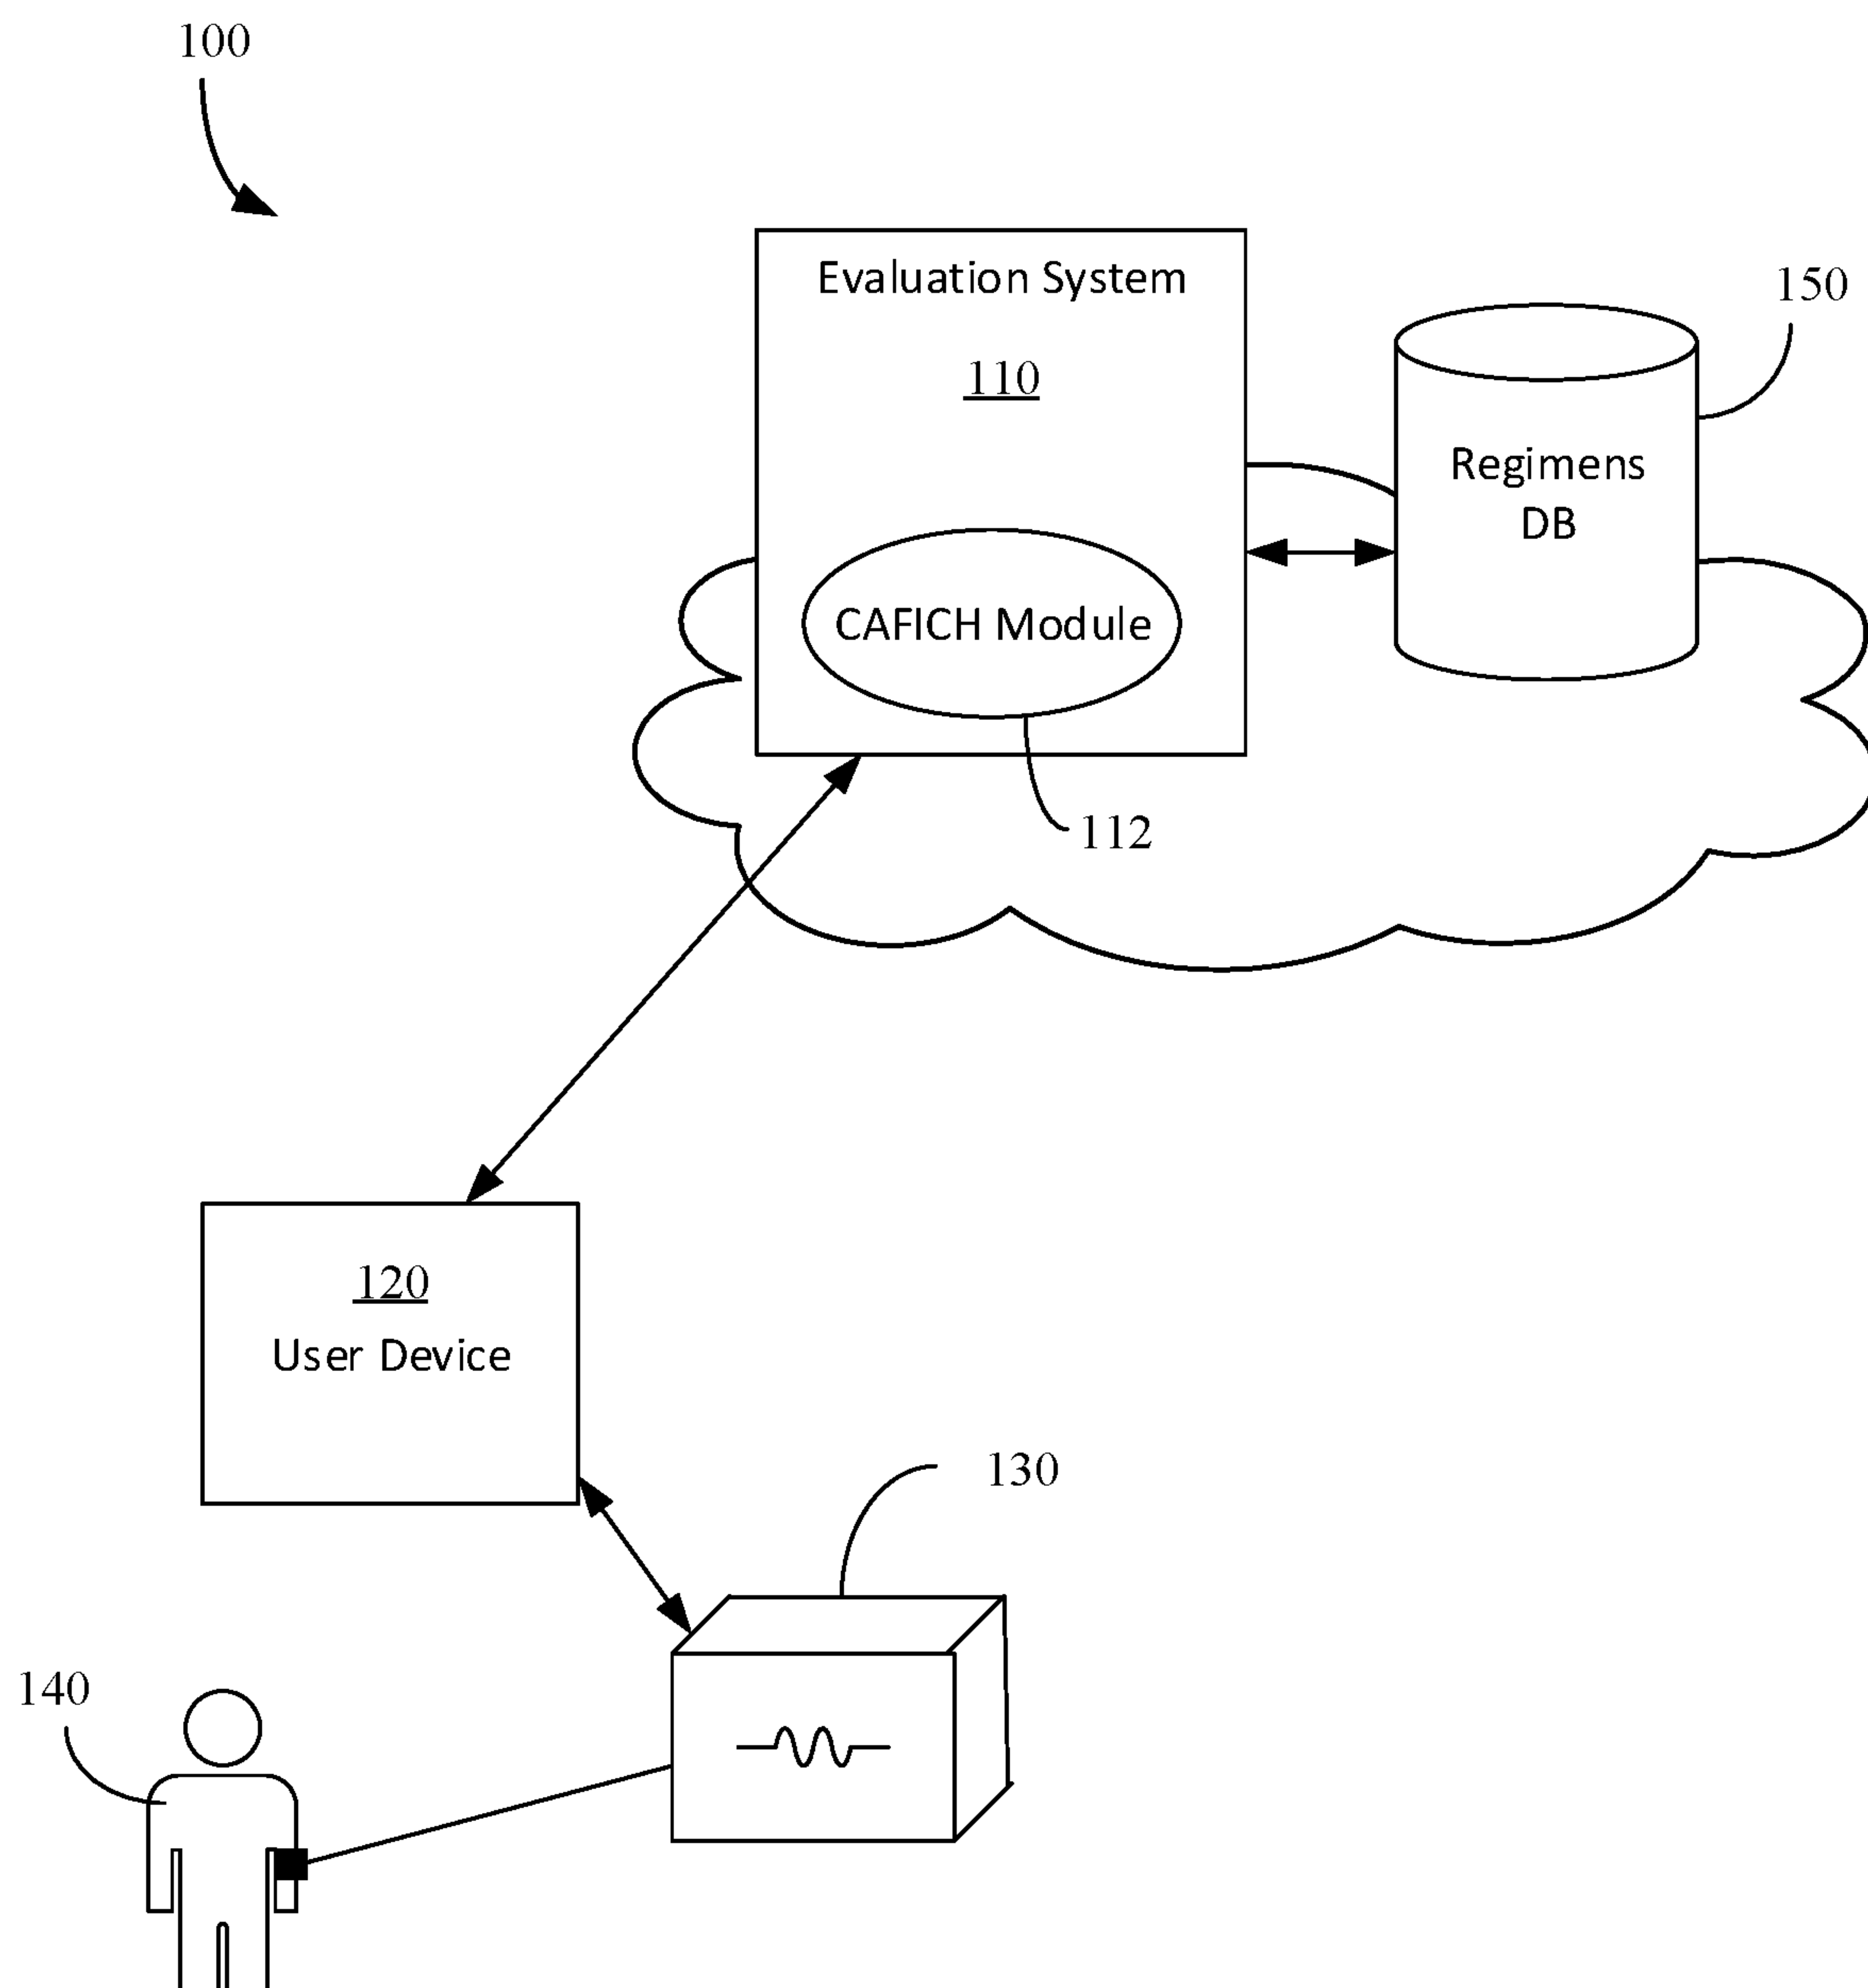 100
Evaluation System
110
150
Regimens
DB
CAFICH Module
112
120
User Device
130
140